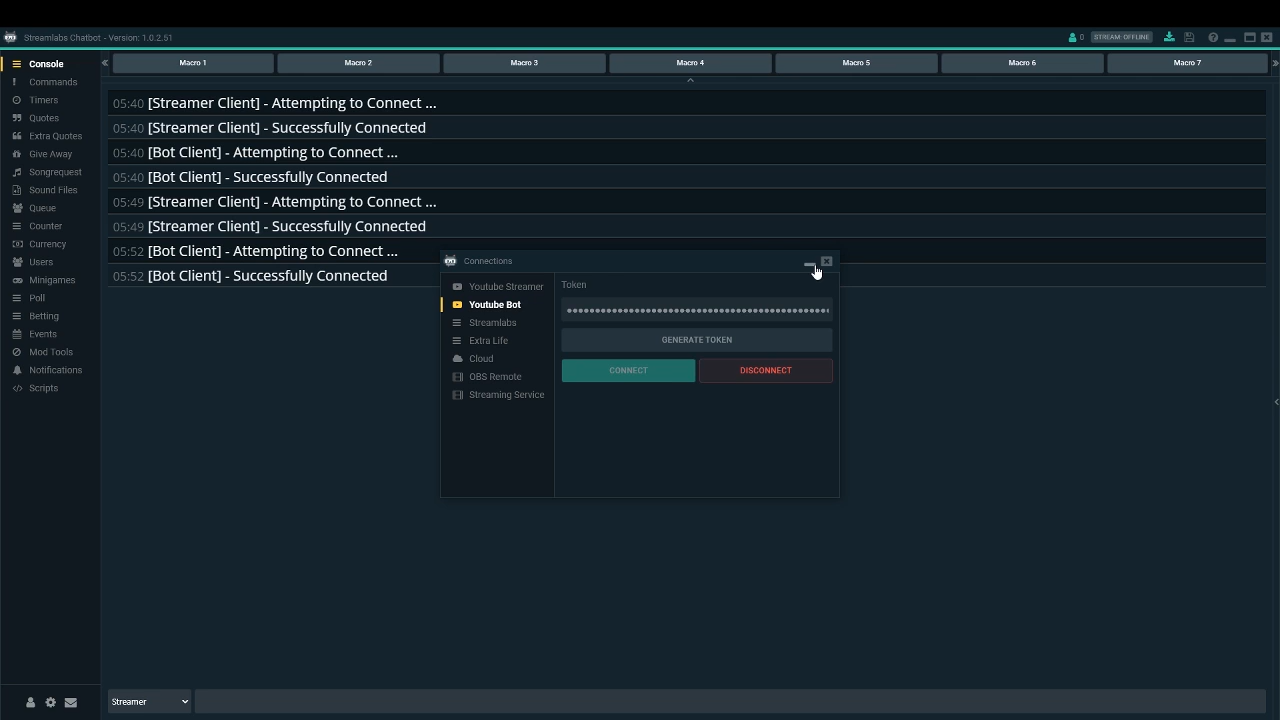 Streamlabs Chatbot - Version: 1.0.2.51
0
STREAM: OFFLINE
Console
Commands
Timers
Quotes
Extra Quotes
Give Away
Songrequest
Sound Files
Queue
Counter
Currency
Users
Minigames
Poll
Betting
Events
Mod Tools
Notifications
Scripts
Macro 1
Macro 2
Macro 3
Macro 4
Macro 5
Macro 6
Macro 7
05:40 [Streamer Client] - Attempting to Connect ...
05:40 [Streamer Client] - Successfully Connected
05:40 [Bot Client] - Attempting to Connect ...
05:40 [Bot Client] - Successfully Connected
05:49 [Streamer Client] - Attempting to Connect ...
05:49 [Streamer Client] - Successfully Connected
05:52 [Bot Client] - Attempting to Connect ...
05:52 [Bot Client] - Successfully Connected
Connections
Youtube Streamer
Youtube Bot
Streamlabs
Extra Life
Cloud
OBS Remote
Streaming Service
Token
GENERATE TOKEN
CONNECT
DISCONNECT
Streamer